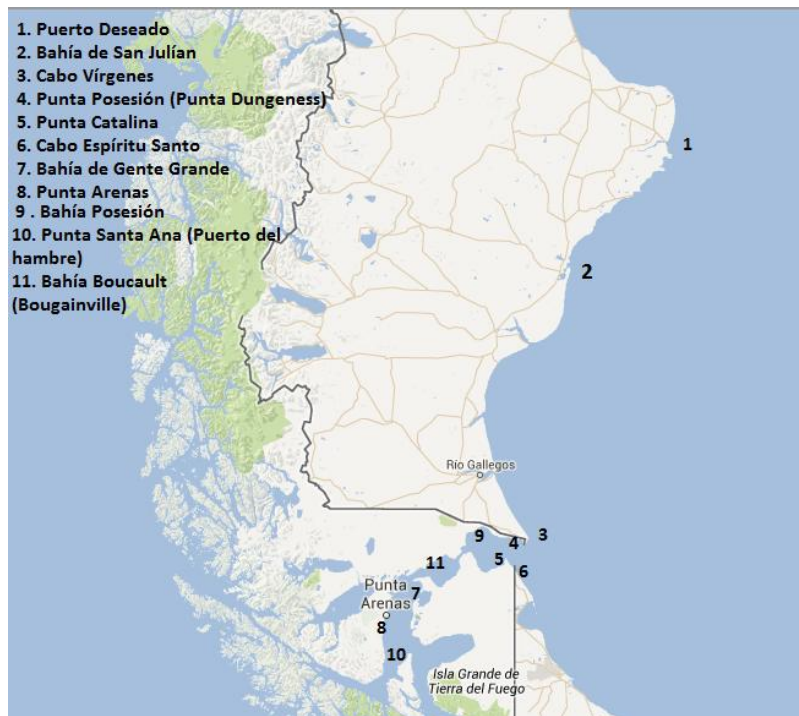 1. Puerto Deseado
2. Bahía de San Julían
3. Cabo Vírgenes
4. Punta Posesión (Punta Dungeness)
5. Punta Catalina
6. Cabo Espíritu Santo
7. Bahía de Gente Grande
8. Punta Arenas
9 . Bahía Posesión
10. Punta Santa Ana (Puerto del
hambre)
11. Bahía Boucault
(Bougainville)
1
2
Río Gallegos
9
4
3
11
5
6
Punta
Arenas
7
8
10
Isla Grande de
Tierra del Fuego